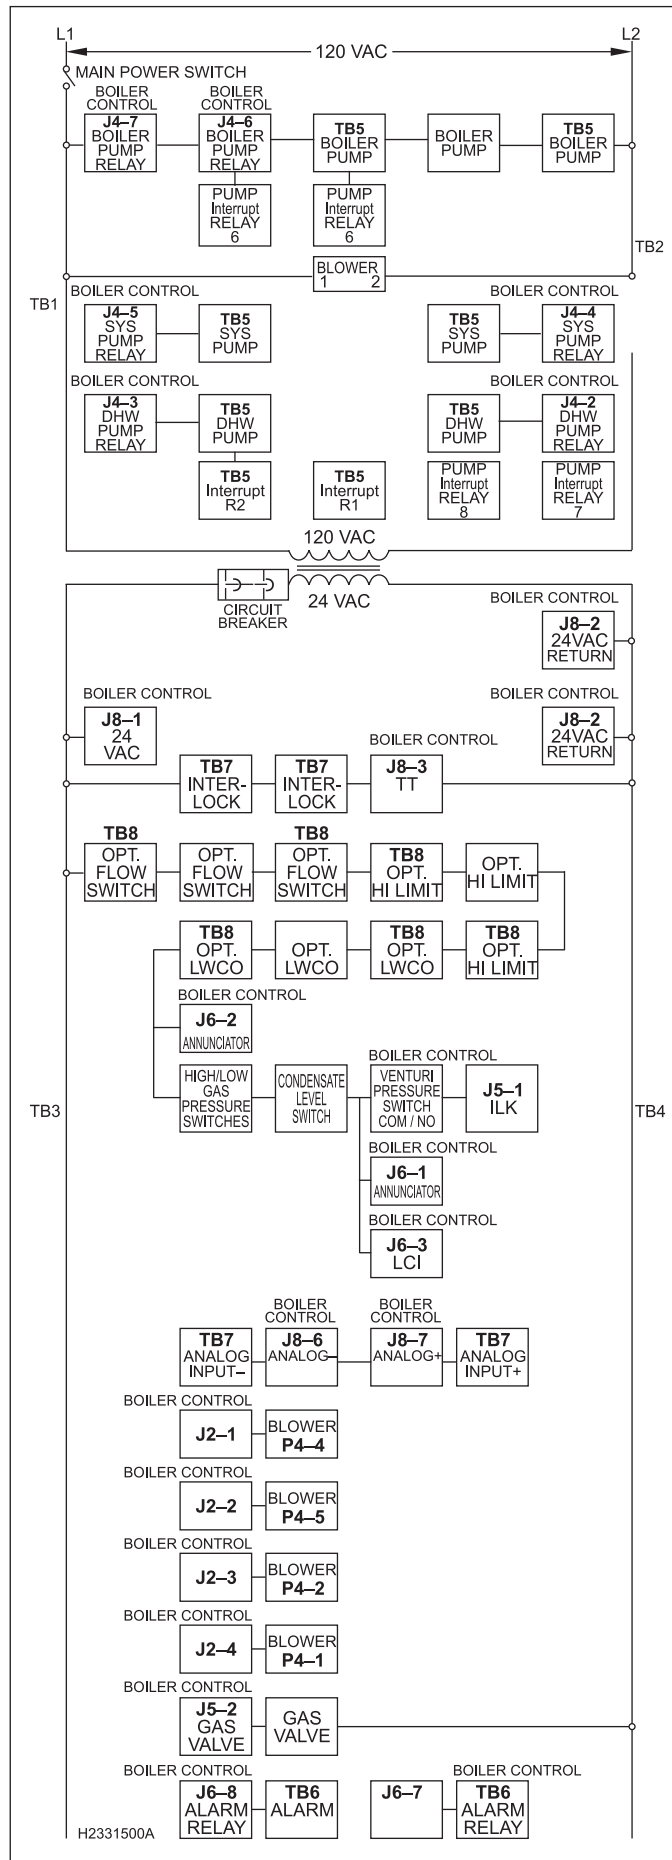 L1
L2
120 VAC
MAIN POWER SWITCH
BOILER
CONTROL
J4–7
BOILER
PUMP
RELAY
BOILER
CONTROL
J4–6
BOILER
PUMP
RELAY
TB5
BOILER
PUMP
BOILER
PUMP
TB5
BOILER
PUMP
PUMP
Interrupt
RELAY
6
PUMP
Interrupt
RELAY
6
TB2
BLOWER
1 2
TB1
BOILER CONTROL
J4–5
SYS
PUMP
RELAY
TB5
SYS
PUMP
TB5
SYS
PUMP
BOILER CONTROL
J4–4
SYS
PUMP
RELAY
BOILER CONTROL
J4–3
DHW
PUMP
RELAY
TB5
DHW
PUMP
TB5
DHW
PUMP
BOILER CONTROL
J4–2
DHW
PUMP
RELAY
TB5
Interrupt
R2
TB5
Interrupt
R1
PUMP
Interrupt
RELAY
8
PUMP
Interrupt
RELAY
7
120 VAC
24 VAC
CIRCUIT
BREAKER
BOILER CONTROL
J8–2
24VAC
RETURN
BOILER CONTROL
J8–1
24
VAC
BOILER CONTROL
J8–2
24VAC
RETURN
TB7
INTER-
LOCK
TB7
INTER-
LOCK
BOILER CONTROL
J8–3
TT
TB8
OPT.
FLOW
SWITCH
OPT.
FLOW
SWITCH
TB8
OPT.
FLOW
SWITCH
TB8
OPT.
HI LIMIT
OPT.
HI LIMIT
TB8
OPT.
LWCO
OPT.
LWCO
TB8
OPT.
LWCO
TB8
OPT.
HI LIMIT
BOILER CONTROL
J6–2
ANNUNCIATOR
HIGH/LOW
GAS
PRESSURE
SWITCHES
CONDENSATE
LEVEL
SWITCH
BOILER CONTROL
VENTURI
PRESSURE
SWITCH
COM / NO
J5–1
ILK
TB3
TB4
BOILER CONTROL
J6–1
ANNUNCIATOR
BOILER CONTROL
J6–3
LCI
TB7
ANALOG
INPUT–
BOILER
CONTROL
J8–6
ANALOG–
BOILER
CONTROL
J8–7
ANALOG+
TB7
ANALOG
INPUT+
BOILER CONTROL
J2–1
BLOWER
P4–4
BOILER CONTROL
J2–2
BLOWER
P4–5
BOILER CONTROL
J2–3
BLOWER
P4–2
BOILER CONTROL
J2–4
BLOWER
P4–1
BOILER CONTROL
J5–2
GAS
VALVE
GAS
VALVE
BOILER CONTROL
J6–8
ALARM
RELAY
TB6
ALARM
J6–7
BOILER CONTROL
TB6
ALARM
RELAY
H2331500A